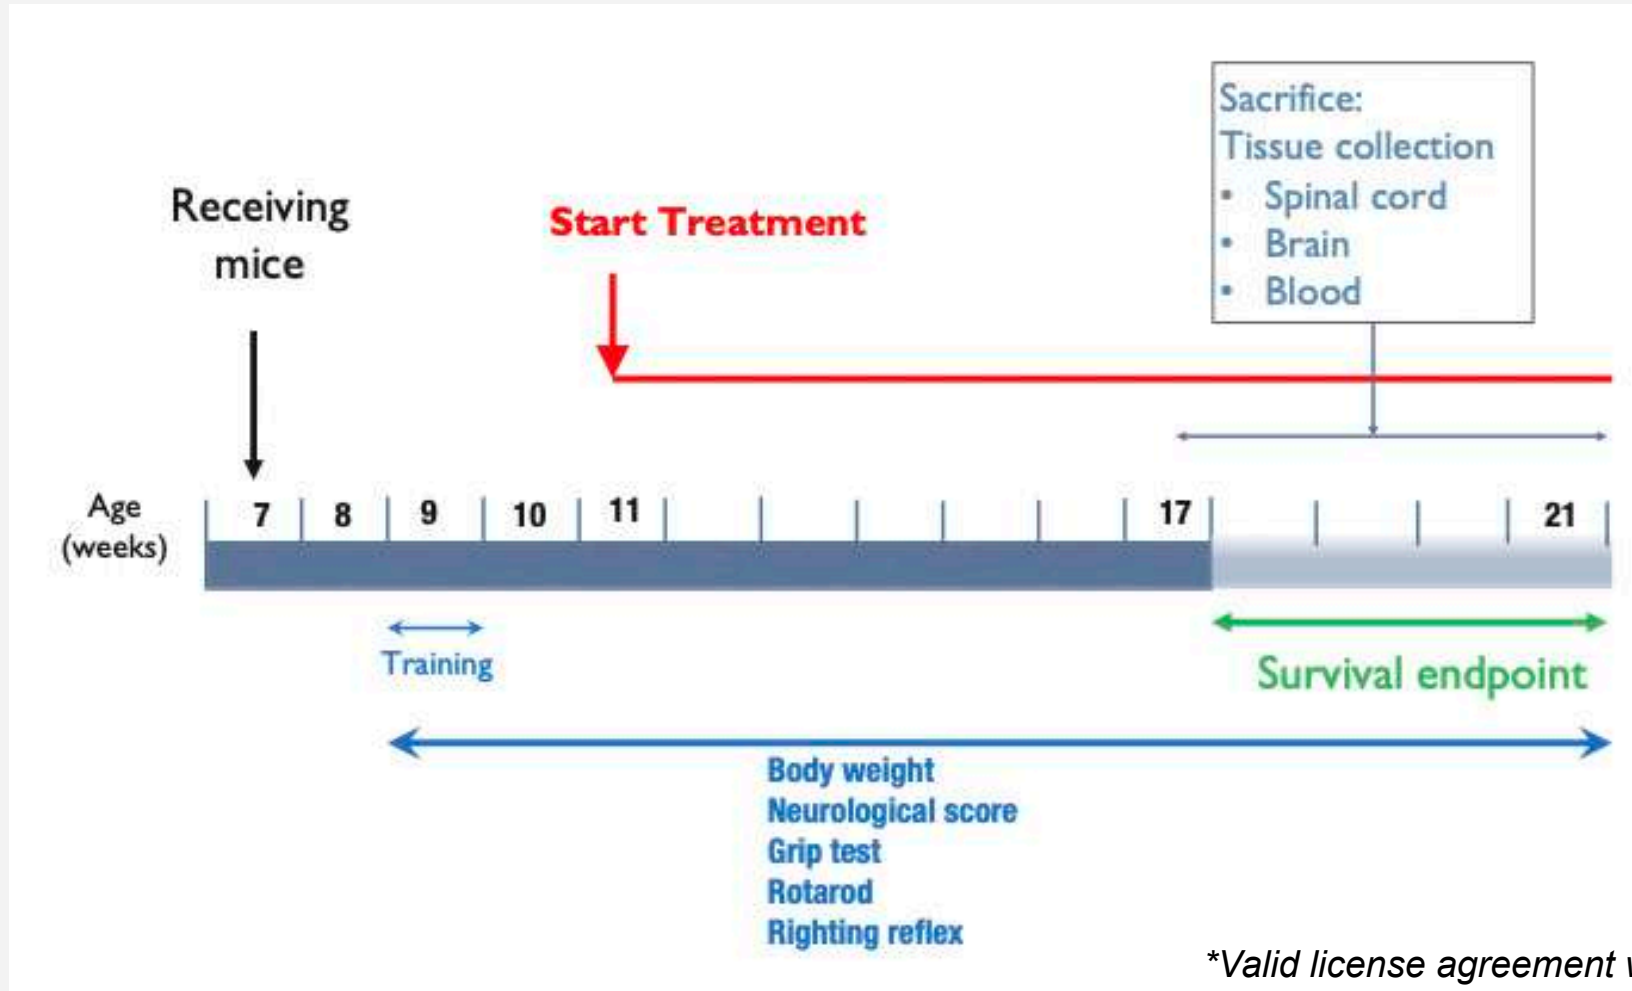 Sacrifice:
Tissue collection
• Spinal cord
• Brain
• Blood
Receiving
mice
Start Treatment
Age
(weeks)
7 8 9 10 11 17 21
Training
Survival endpoint
Body weight
Neurological score
Grip test
Rotarod
Righting reflex
*Valid license agreement